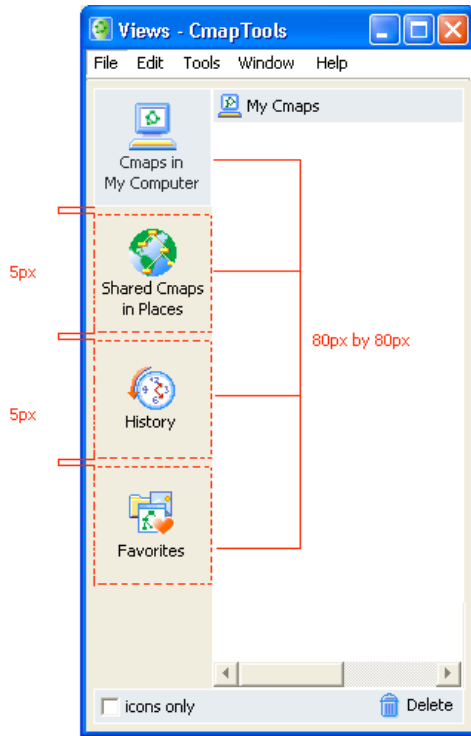 Views - CmapTools
File Edit Tools Window Help
My Cmaps
Cmaps in
My Computer
5px
Shared Cmaps
in Places
80px by 80px
5px
History
Favorites
icons only
Delete